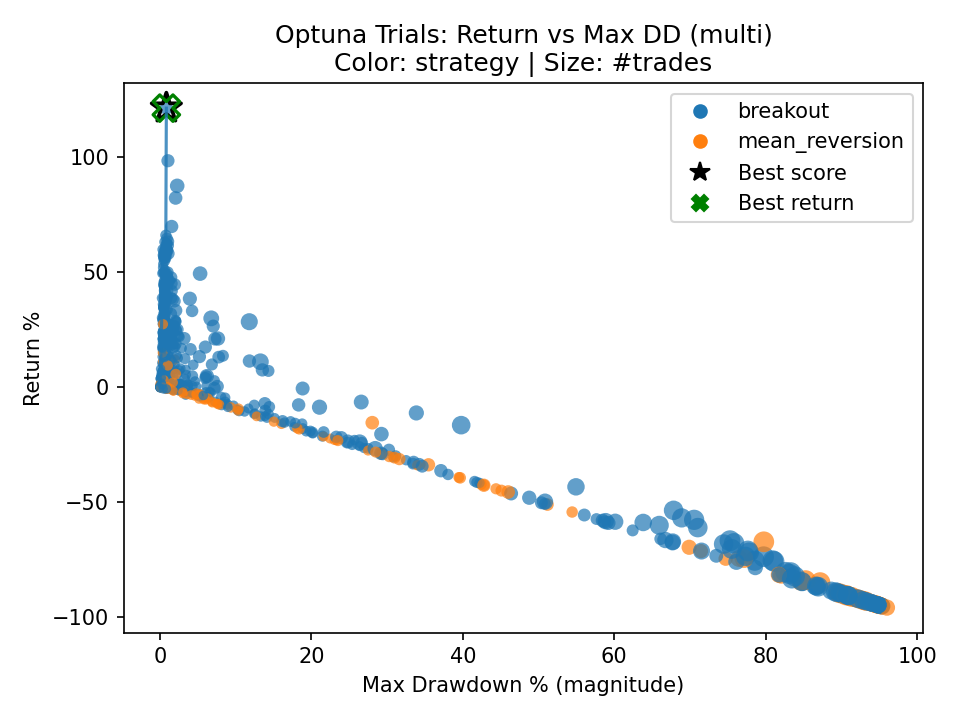 Optuna Trials: Return vs Max DD (multi)
Color: strategy | Size: #trades
breakout
mean_reversion
Best score
Best return
Return %
100
50
0
−50
−100
0
20
40
60
80
100
Max Drawdown % (magnitude)